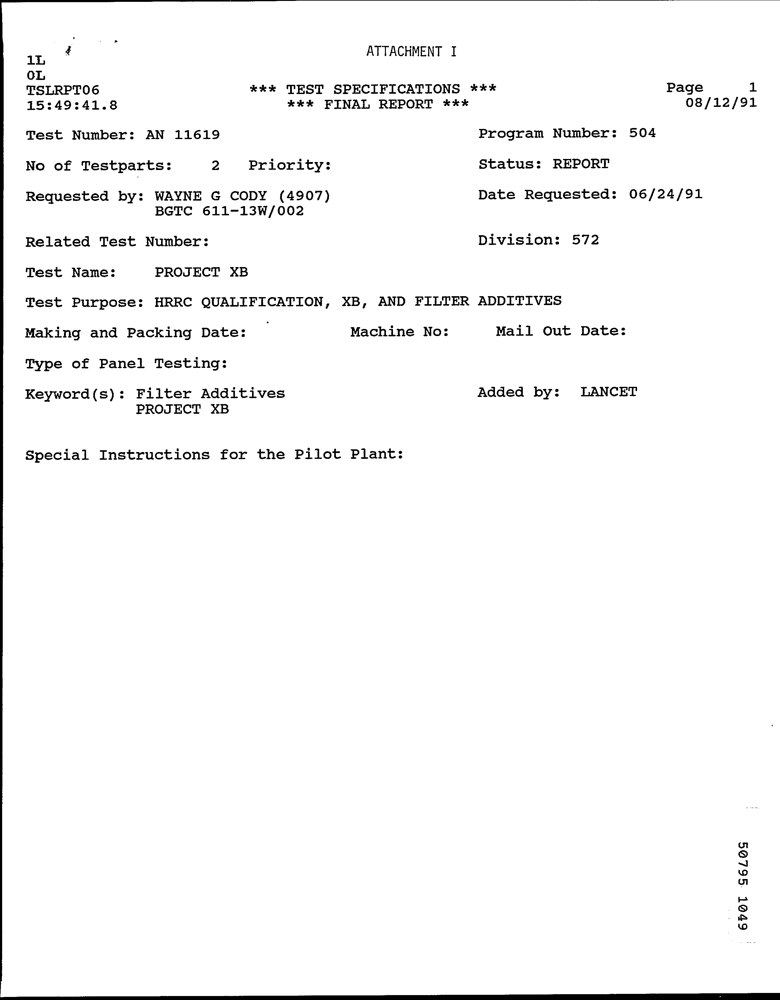 ATTACHMENT I
1L
0L
TSLRPT06 *** TEST SPECIFICATIONS *** Page 1
15:49:41.8 *** FINAL REPORT *** 08/12/91
Test Number: AN 11619 Program Number: 504
No of Testparts: 2 Priority: Status: REPORT
Requested by: WAYNE G CODY (4907) Date Requested: 06/24/91
BGTC 611-13W/002
Related Test Number: Division: 572
Test Name: PROJECT XB
Test Purpose: HRRC QUALIFICATION, XB, AND FILTER ADDITIVES
Making and Packing Date: Machine No: Mail Out Date:
Type of Panel Testing:
Keyword(s): Filter Additives Added by: LANCET
PROJECT XB
Special Instructions for the Pilot Plant:
50795 1049